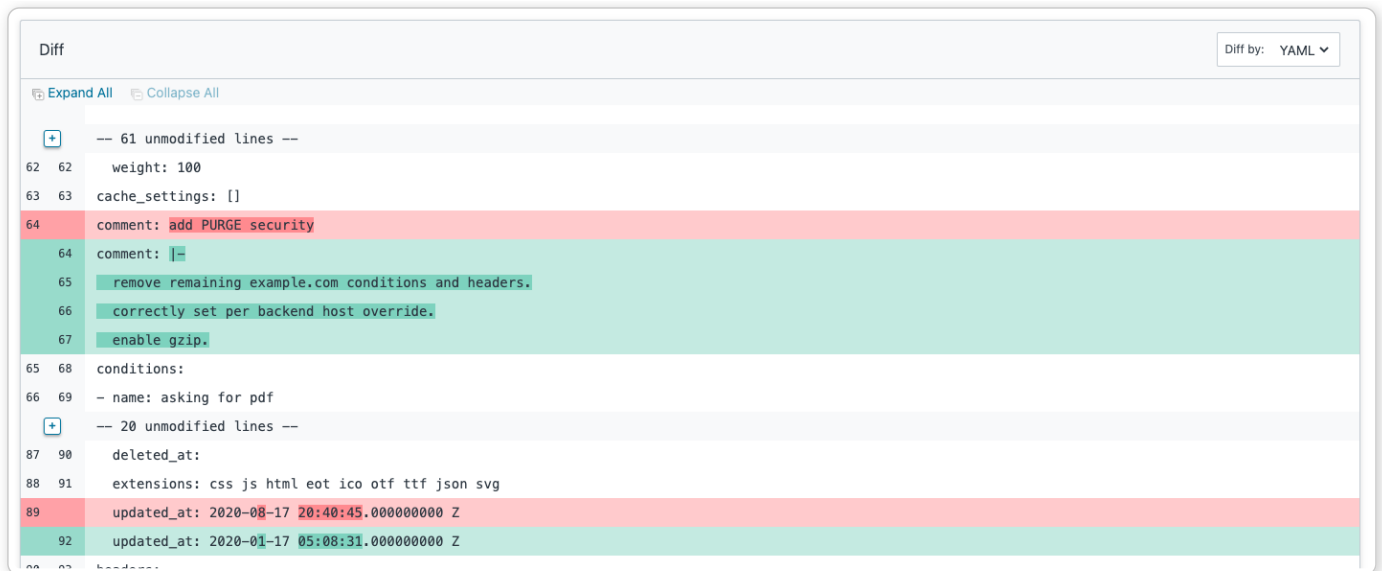 Diff
Diff by: YAML
Expand All Collapse All
-- 61 unmodified lines --
62 62 weight: 100
63 63 cache_settings: []
64 comment: add PURGE security
64 comment: |-
65 remove remaining example.com conditions and headers.
66 correctly set per backend host override.
67 enable gzip.
65 68 conditions:
66 69 - name: asking for pdf
-- 20 unmodified lines --
87 90 deleted_at:
88 91 extensions: css js html eot ico otf ttf json svg
89 updated_at: 2020-08-17 20:40:45.000000000 Z
92 updated_at: 2020-01-17 05:08:31.000000000 Z